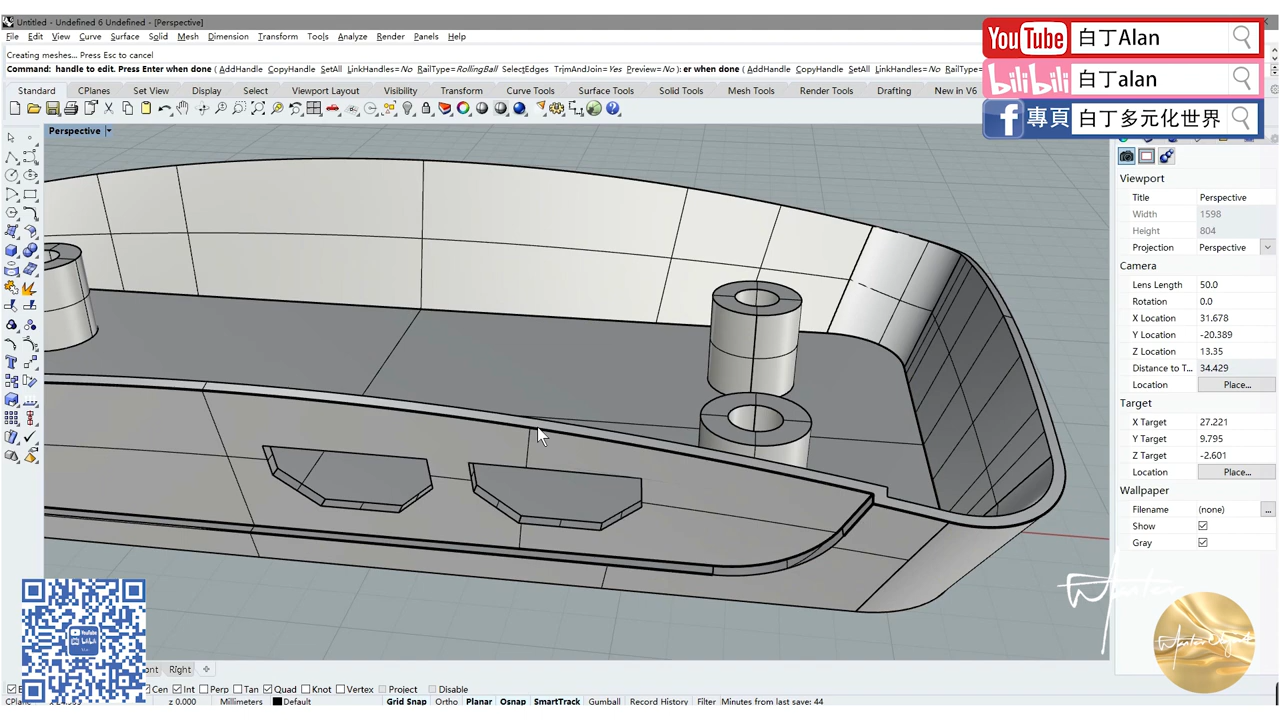 Untitled - Undefined 6 Undefined - [Perspective]
File Edit View Curve Surface Solid Mesh Dimension Transform Tools Analyze Render Panels Help
Creating meshes... Press Esc to cancel
Command: handle to edit. Press Enter when done ( AddHandle CopyHandle SetAll LinkHandles=No RailType=RollingBall SelectEdges TrimAndJoin=Yes Preview=No ): er when done ( AddHandle CopyHandle SetAll LinkHandles=No RailType=
Standard CPlanes Set View Display Select Viewport Layout Visibility Transform Curve Tools Surface Tools Solid Tools Mesh Tools Render Tools Drafting New in V6
YouTube 白丁Alan
bilibili 白丁alan
f 專頁 白丁多元化世界
Perspective
Viewport
Title Perspective
Width 1598
Height 804
Projection Perspective
Camera
Lens Length 50.0
Rotation 0.0
X Location 31.678
Y Location -20.389
Z Location 13.35
Distance to T... 34.429
Location Place...
Target
X Target 27.221
Y Target 9.795
Z Target -2.601
Location Place...
Wallpaper
Filename (none) ...
Show
Gray
Right
Cen Int Perp Tan Quad Knot Vertex Project Disable
z 0.000 Millimeters Default Grid Snap Ortho Planar Osnap SmartTrack Gumball Record History Filter Minutes from last save: 44